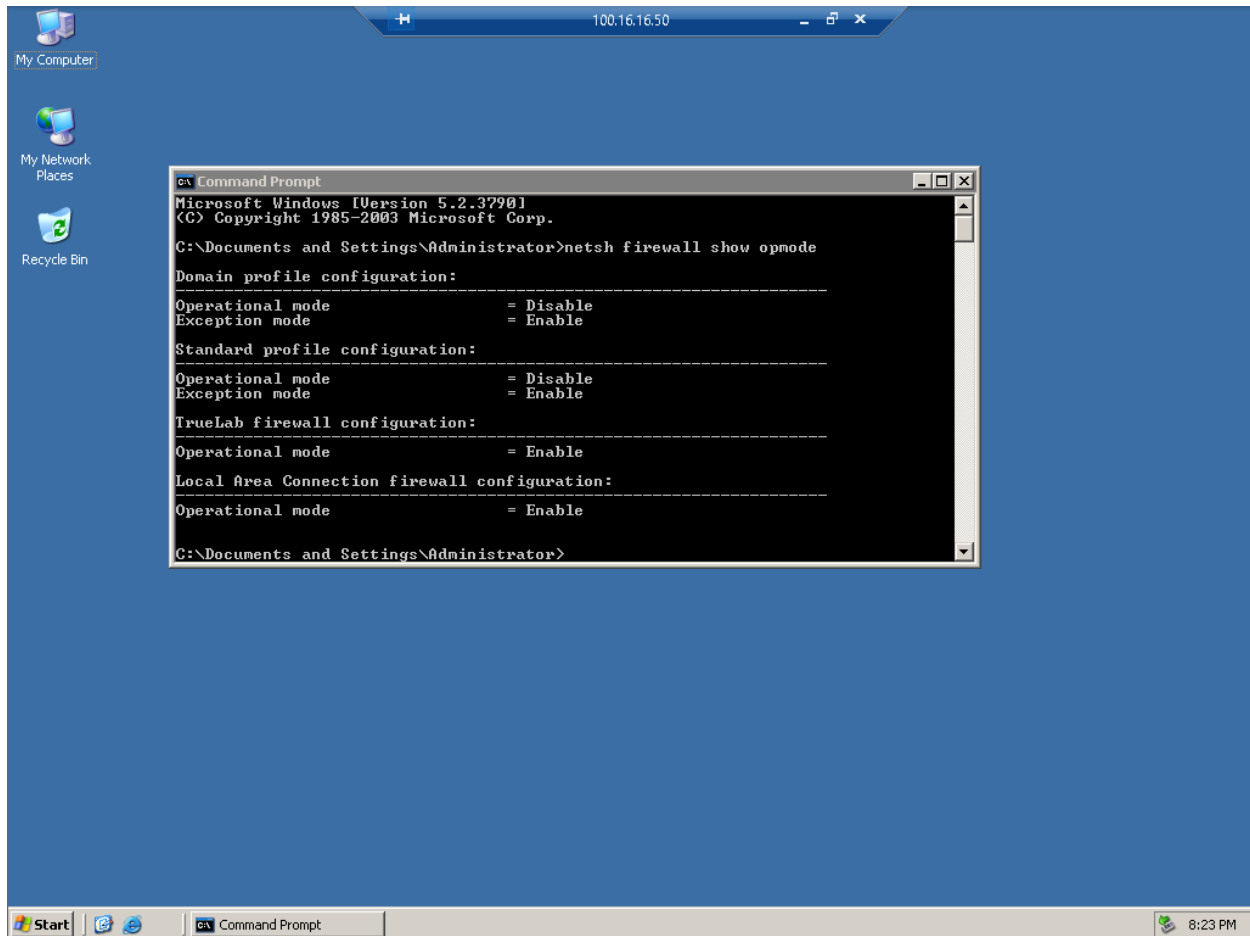 My Computer
100.16.16.50
My Network
Places
Recycle Bin
Command Prompt
Microsoft Windows [Version 5.2.3790]
(C) Copyright 1985-2003 Microsoft Corp.
C:\Documents and Settings\Administrator>netsh firewall show opmode
Domain profile configuration:
-------------------------------------------------------------------
Operational mode                  = Disable
Exception mode                    = Enable
Standard profile configuration:
-------------------------------------------------------------------
Operational mode                  = Disable
Exception mode                    = Enable
TrueLab firewall configuration:
-------------------------------------------------------------------
Operational mode                  = Enable
Local Area Connection firewall configuration:
-------------------------------------------------------------------
Operational mode                  = Enable
C:\Documents and Settings\Administrator>
Start
Command Prompt
8:23 PM